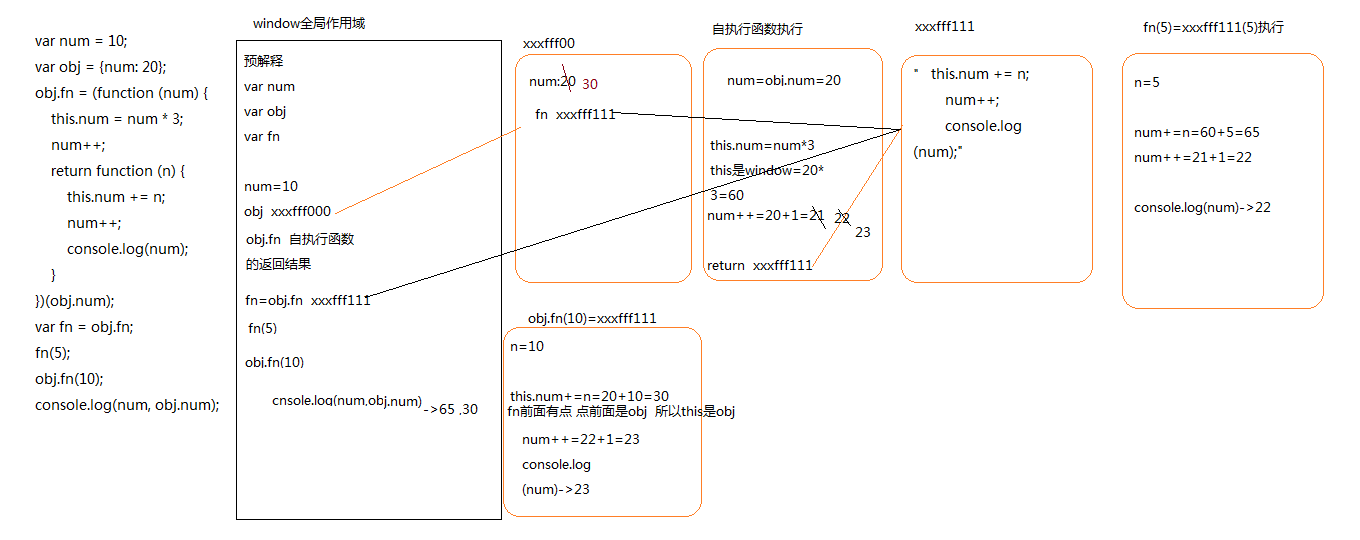 var num = 10;
var obj = {num: 20};
obj.fn = (function (num) {
this.num = num * 3;
num++;
return function (n) {
this.num += n;
num++;
console.log(num);
}
})(obj.num);
var fn = obj.fn;
fn(5);
obj.fn(10);
console.log(num, obj.num);
window全局作用域
预解释
var num
var obj
var fn
num=10
obj xxxfff000
obj.fn 自执行函数
的返回结果
fn=obj.fn xxxfff111
fn(5)
obj.fn(10)
cnsole.log(num,obj.num)
->65 ,30
xxxfff00
num:20 30
fn xxxfff111
自执行函数执行
num=obj.num=20
this.num=num*3
this是window=20*
3=60
num++=20+1=21 22
23
return xxxfff111
xxxfff111
" this.num += n;
num++;
console.log
(num);"
fn(5)=xxxfff111(5)执行
n=5
num+=n=60+5=65
num++=21+1=22
console.log(num)->22
obj.fn(10)=xxxfff111
n=10
this.num+=n=20+10=30
fn前面有点 点前面是obj 所以this是obj
num++=22+1=23
console.log
(num)->23